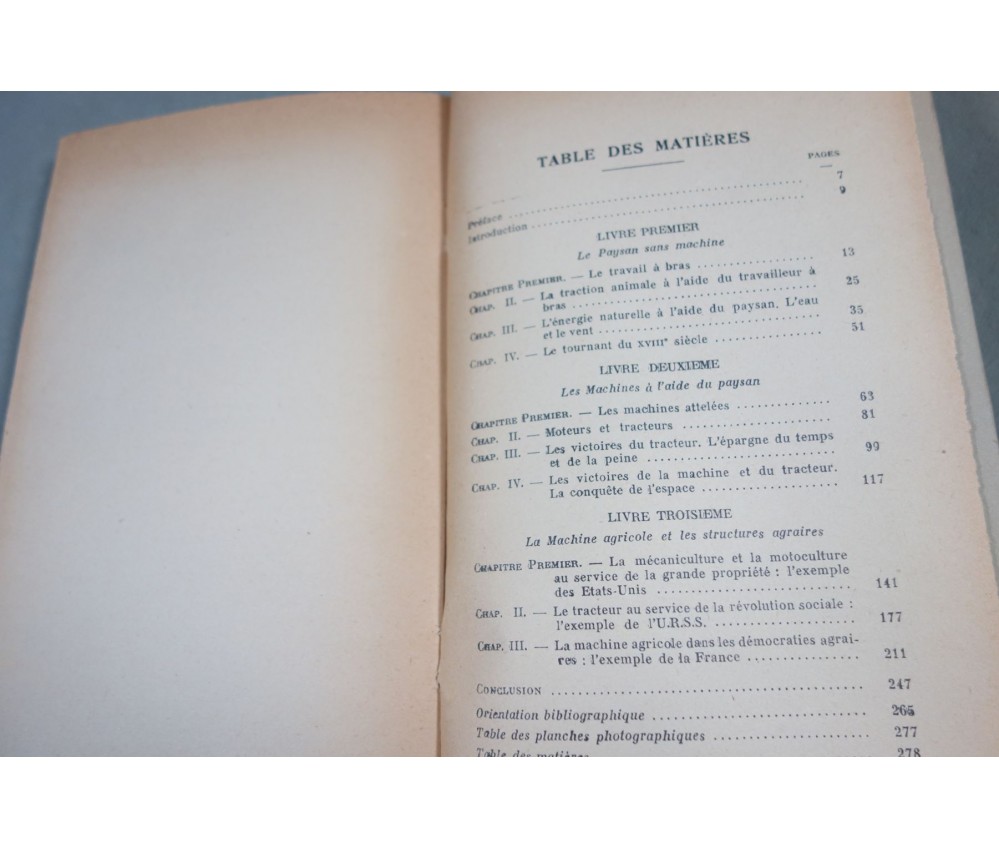 TABLE DES MATIÈRES
PAGES
Préface ........ 7
Introduction ........ 9
LIVRE PREMIER
Le Paysan sans machine
CHAPITRE PREMIER. — Le travail à bras ........ 13
CHAP. II. — La traction animale à l'aide du travailleur à
bras ........ 25
CHAP. III. — L'énergie naturelle à l'aide du paysan. L'eau
et le vent ........ 35
CHAP. IV. — Le tournant du XVIIIe siècle ........ 51
LIVRE DEUXIEME
Les Machines à l'aide du paysan
CHAPITRE PREMIER. — Les machines attelées ........ 63
CHAP. II. — Moteurs et tracteurs ........ 81
CHAP. III. — Les victoires du tracteur. L'épargne du temps
et de la peine ........ 99
CHAP. IV. — Les victoires de la machine et du tracteur.
La conquête de l'espace ........ 117
LIVRE TROISIEME
La Machine agricole et les structures agraires
CHAPITRE PREMIER. — La mécaniculture et la motoculture
au service de la grande propriété : l'exemple
des Etats-Unis ........ 141
CHAP. II. — Le tracteur au service de la révolution sociale :
l'exemple de l'U.R.S.S. ........ 177
CHAP. III. — La machine agricole dans les démocraties agrai-
res : l'exemple de la France ........ 211
CONCLUSION ........ 247
Orientation bibliographique ........ 265
Table des planches photographiques ........ 277
Table des matières ........ 278